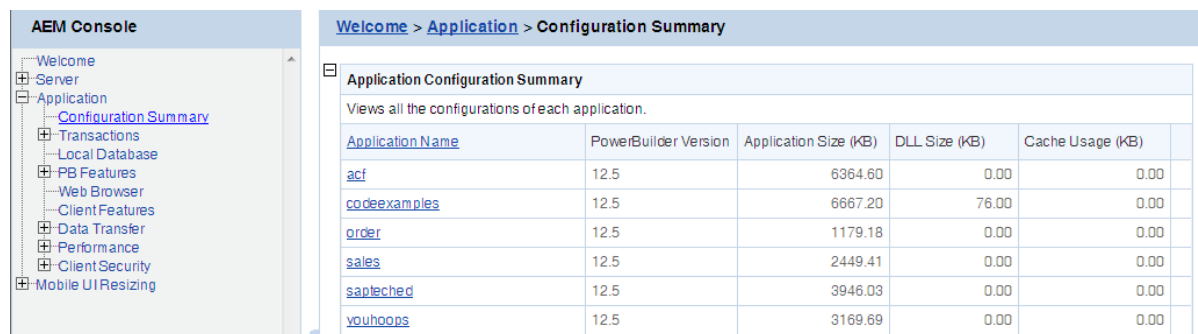 AEM Console
Welcome
Server
Application
Configuration Summary
Transactions
Local Database
PB Features
Web Browser
Client Features
Data Transfer
Performance
Client Security
Mobile UI Resizing
Welcome > Application > Configuration Summary
Application Configuration Summary
Views all the configurations of each application.
Application Name PowerBuilder Version Application Size (KB) DLL Size (KB) Cache Usage (KB)
acf 12.5 6364.60 0.00 0.00
codeexamples 12.5 6667.20 76.00 0.00
order 12.5 1179.18 0.00 0.00
sales 12.5 2449.41 0.00 0.00
sapteched 12.5 3946.03 0.00 0.00
youhoops 12.5 3169.69 0.00 0.00